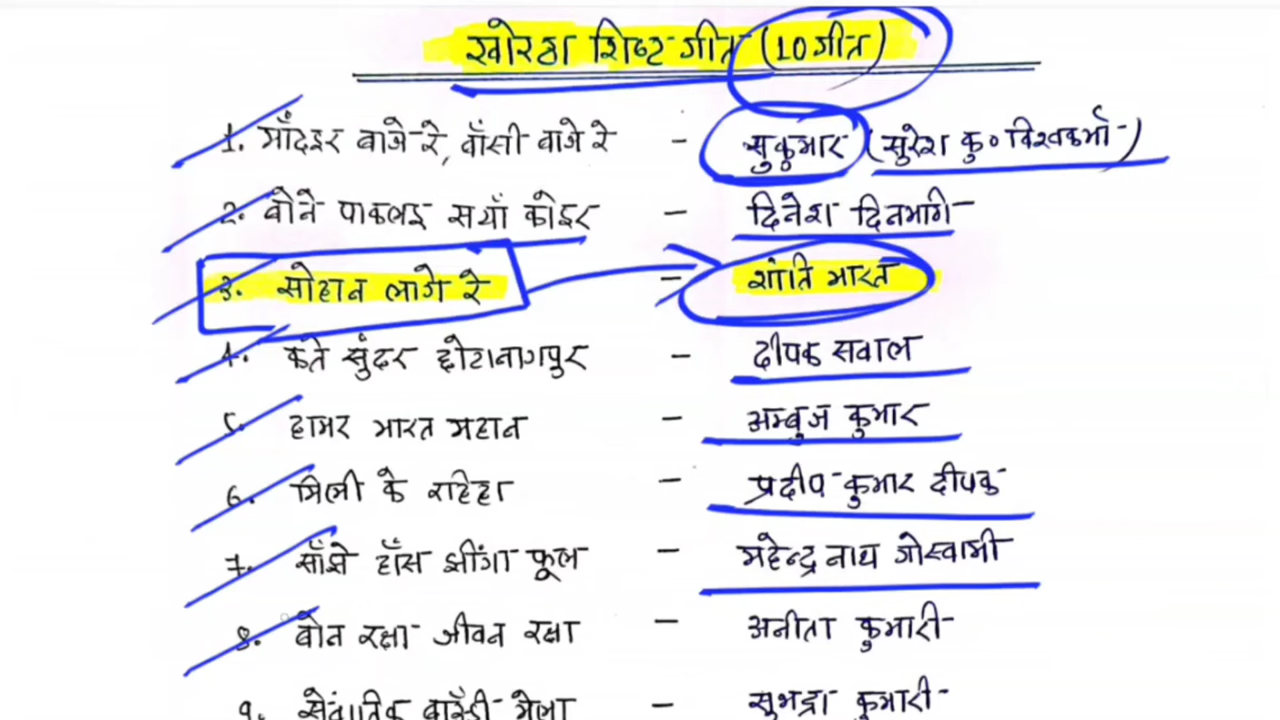 खोरठा शिष्ट गीत (10 गीत)
1. माँदइर बाजे रे, बाँसी बाजे रे - सुकुमार (सुरेश कु० विश्वकर्मा)
2. बोने पाकलइ सयाँ कोइर - दिनेश दिनमणि
3. सोहान लागे रे - शांति भारत
4. कते सुंदर छोटानागपुर - दीपक सवाल
5. हामर भारत महान - अम्बुज कुमार
6. मिली के रहिहा - प्रदीप कुमार दीपक
7. साँझे हाँस झींगा फूल - महेन्द्र नाथ गोस्वामी
8. बोन रक्षा जीवन रक्षा - अनीता कुमारी
9. मेला - सुभद्रा कुमारी